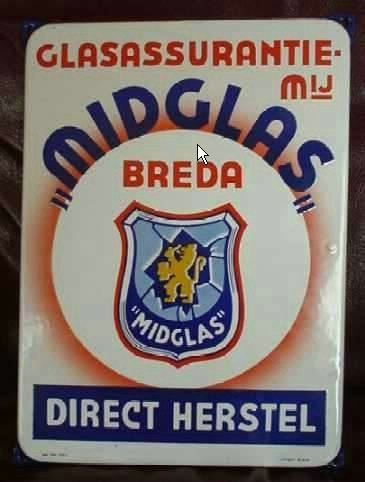 GLASASSURANTIE-
MIJ
„MIDGLAS"
BREDA
"MIDGLAS"
DIRECT HERSTEL